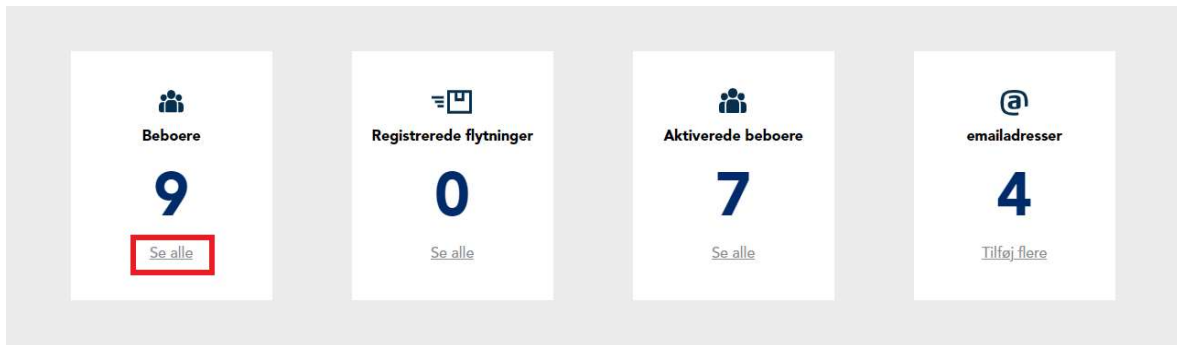 Beboere
9
Se alle
Registrerede flytninger
0
Se alle
Aktiverede beboere
7
Se alle
@
emailadresser
4
Tilføj flere